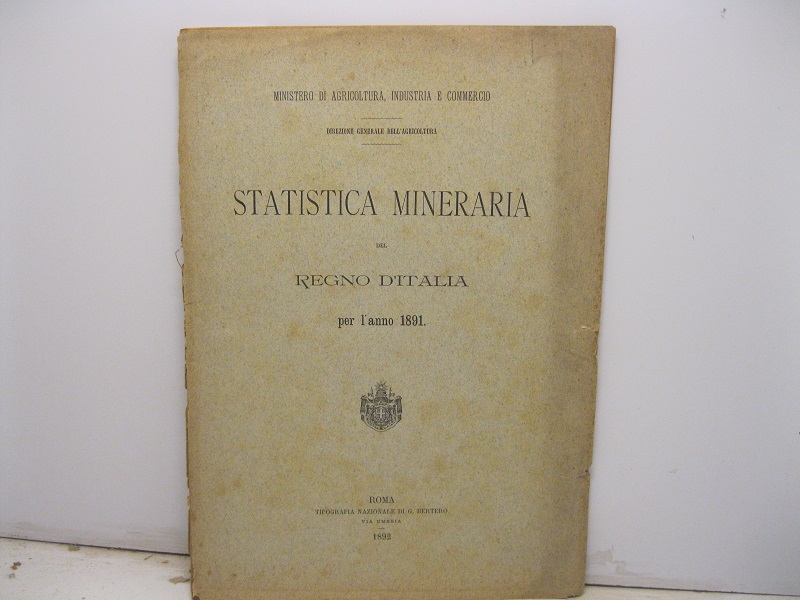 MINISTERO DI AGRICOLTURA, INDUSTRIA E COMMERCIO
DIREZIONE GENERALE DELL'AGRICOLTURA
STATISTICA MINERARIA
DEL
REGNO D'ITALIA
per l'anno 1891.
ROMA
TIPOGRAFIA NAZIONALE DI G. BERTERO
VIA UMBRIA
1892